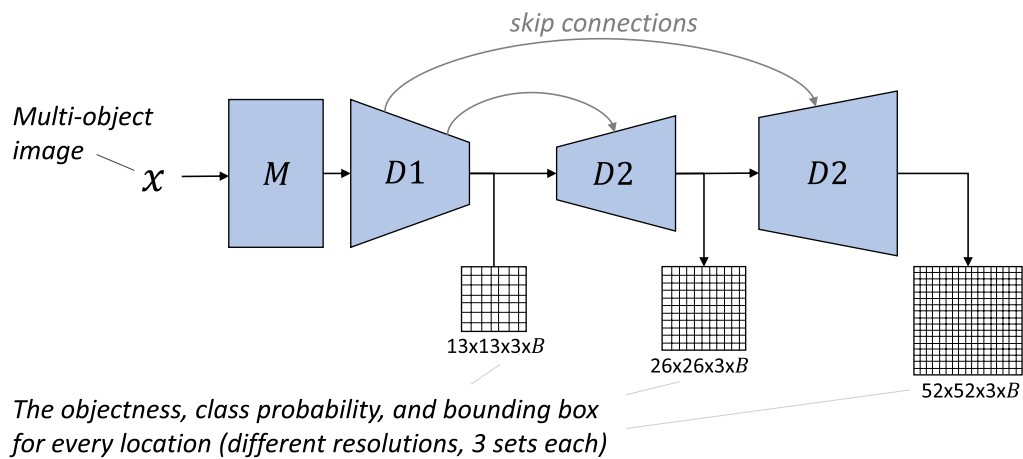 skip connections
Multi-object
image
x
M
D1
D2
D2
13x13x3xB
26x26x3xB
52x52x3xB
The objectness, class probability, and bounding box
for every location (different resolutions, 3 sets each)